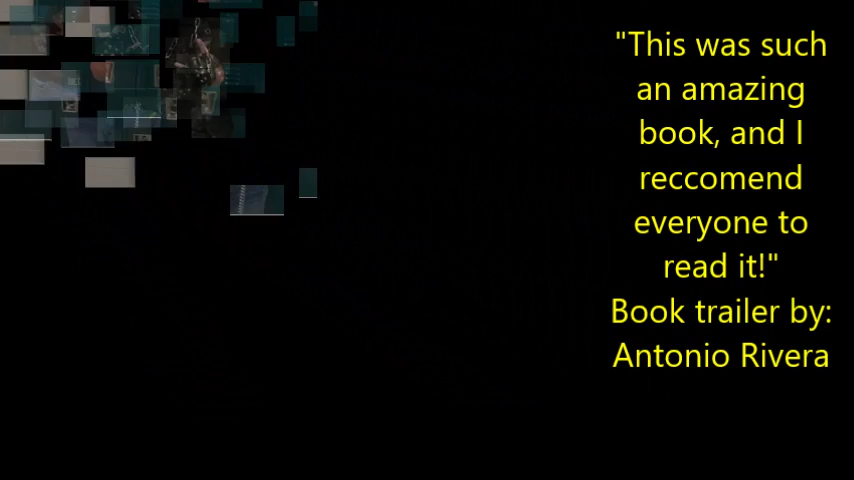 "This was such
an amazing
book, and I
reccomend
everyone to
read it!"
Book trailer by:
Antonio Rivera